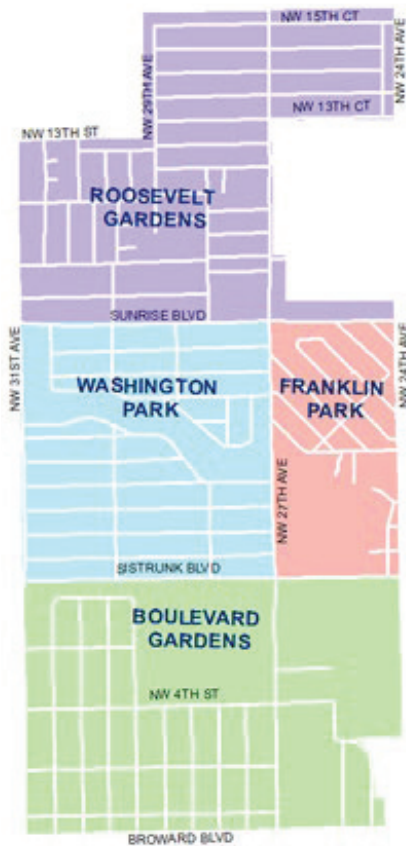 NW 15TH CT
NW 29TH AVE
NW 24TH AVE
NW 13TH CT
NW 13TH ST
ROOSEVELT
GARDENS
SUNRISE BLVD
NW 31ST AVE
WASHINGTON
PARK
FRANKLIN
PARK
NW 24TH AVE
NW 27TH AVE
SISTRUNK BLVD
BOULEVARD
GARDENS
NW 4TH ST
BROWARD BLVD